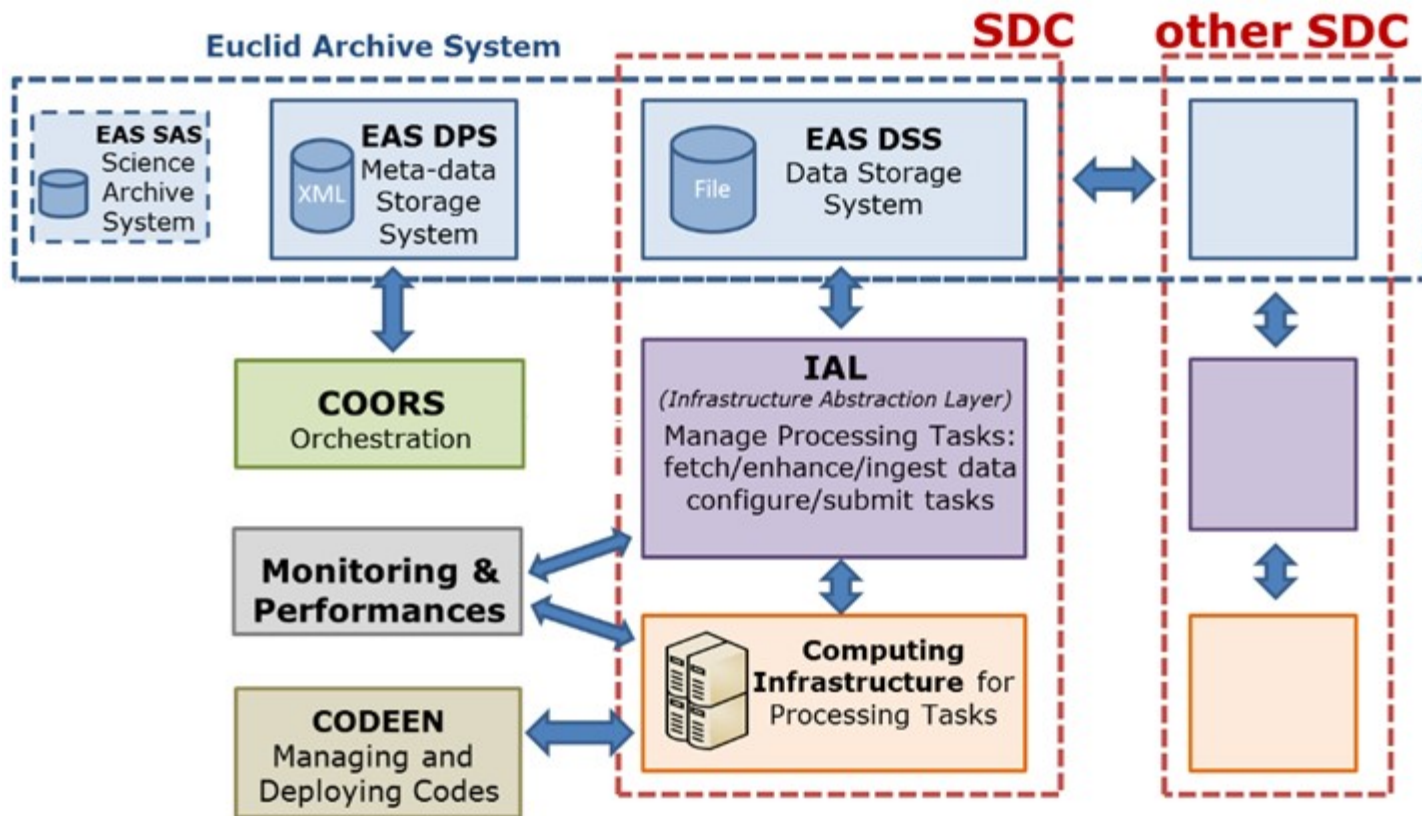 SDC
other SDC
Euclid Archive System
EAS SAS
Science
Archive
System
XML
EAS DPS
Meta-data
Storage
System
File
EAS DSS
Data Storage
System
COORS
Orchestration
IAL
(Infrastructure Abstraction Layer)
Manage Processing Tasks:
fetch/enhance/ingest data
configure/submit tasks
Monitoring &
Performances
Computing
Infrastructure for
Processing Tasks
CODEEN
Managing and
Deploying Codes